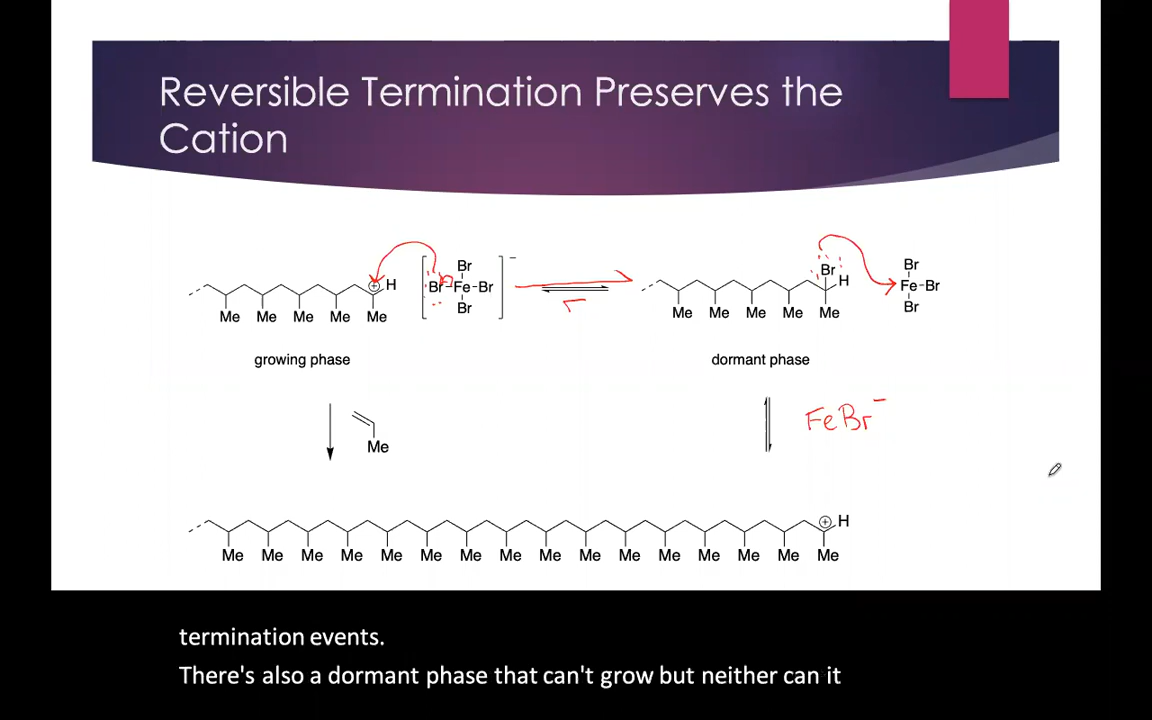 Reversible Termination Preserves the
Cation
Br
Br-Fe-Br
Br
−
⊕ H
Me Me Me Me Me
Br
H
Me Me Me Me Me
Br
Fe-Br
Br
growing phase
dormant phase
Me
FeBr⁻
⊕ H
Me Me Me Me Me Me Me Me Me Me Me Me Me Me Me Me
termination events.
There's also a dormant phase that can't grow but neither can it